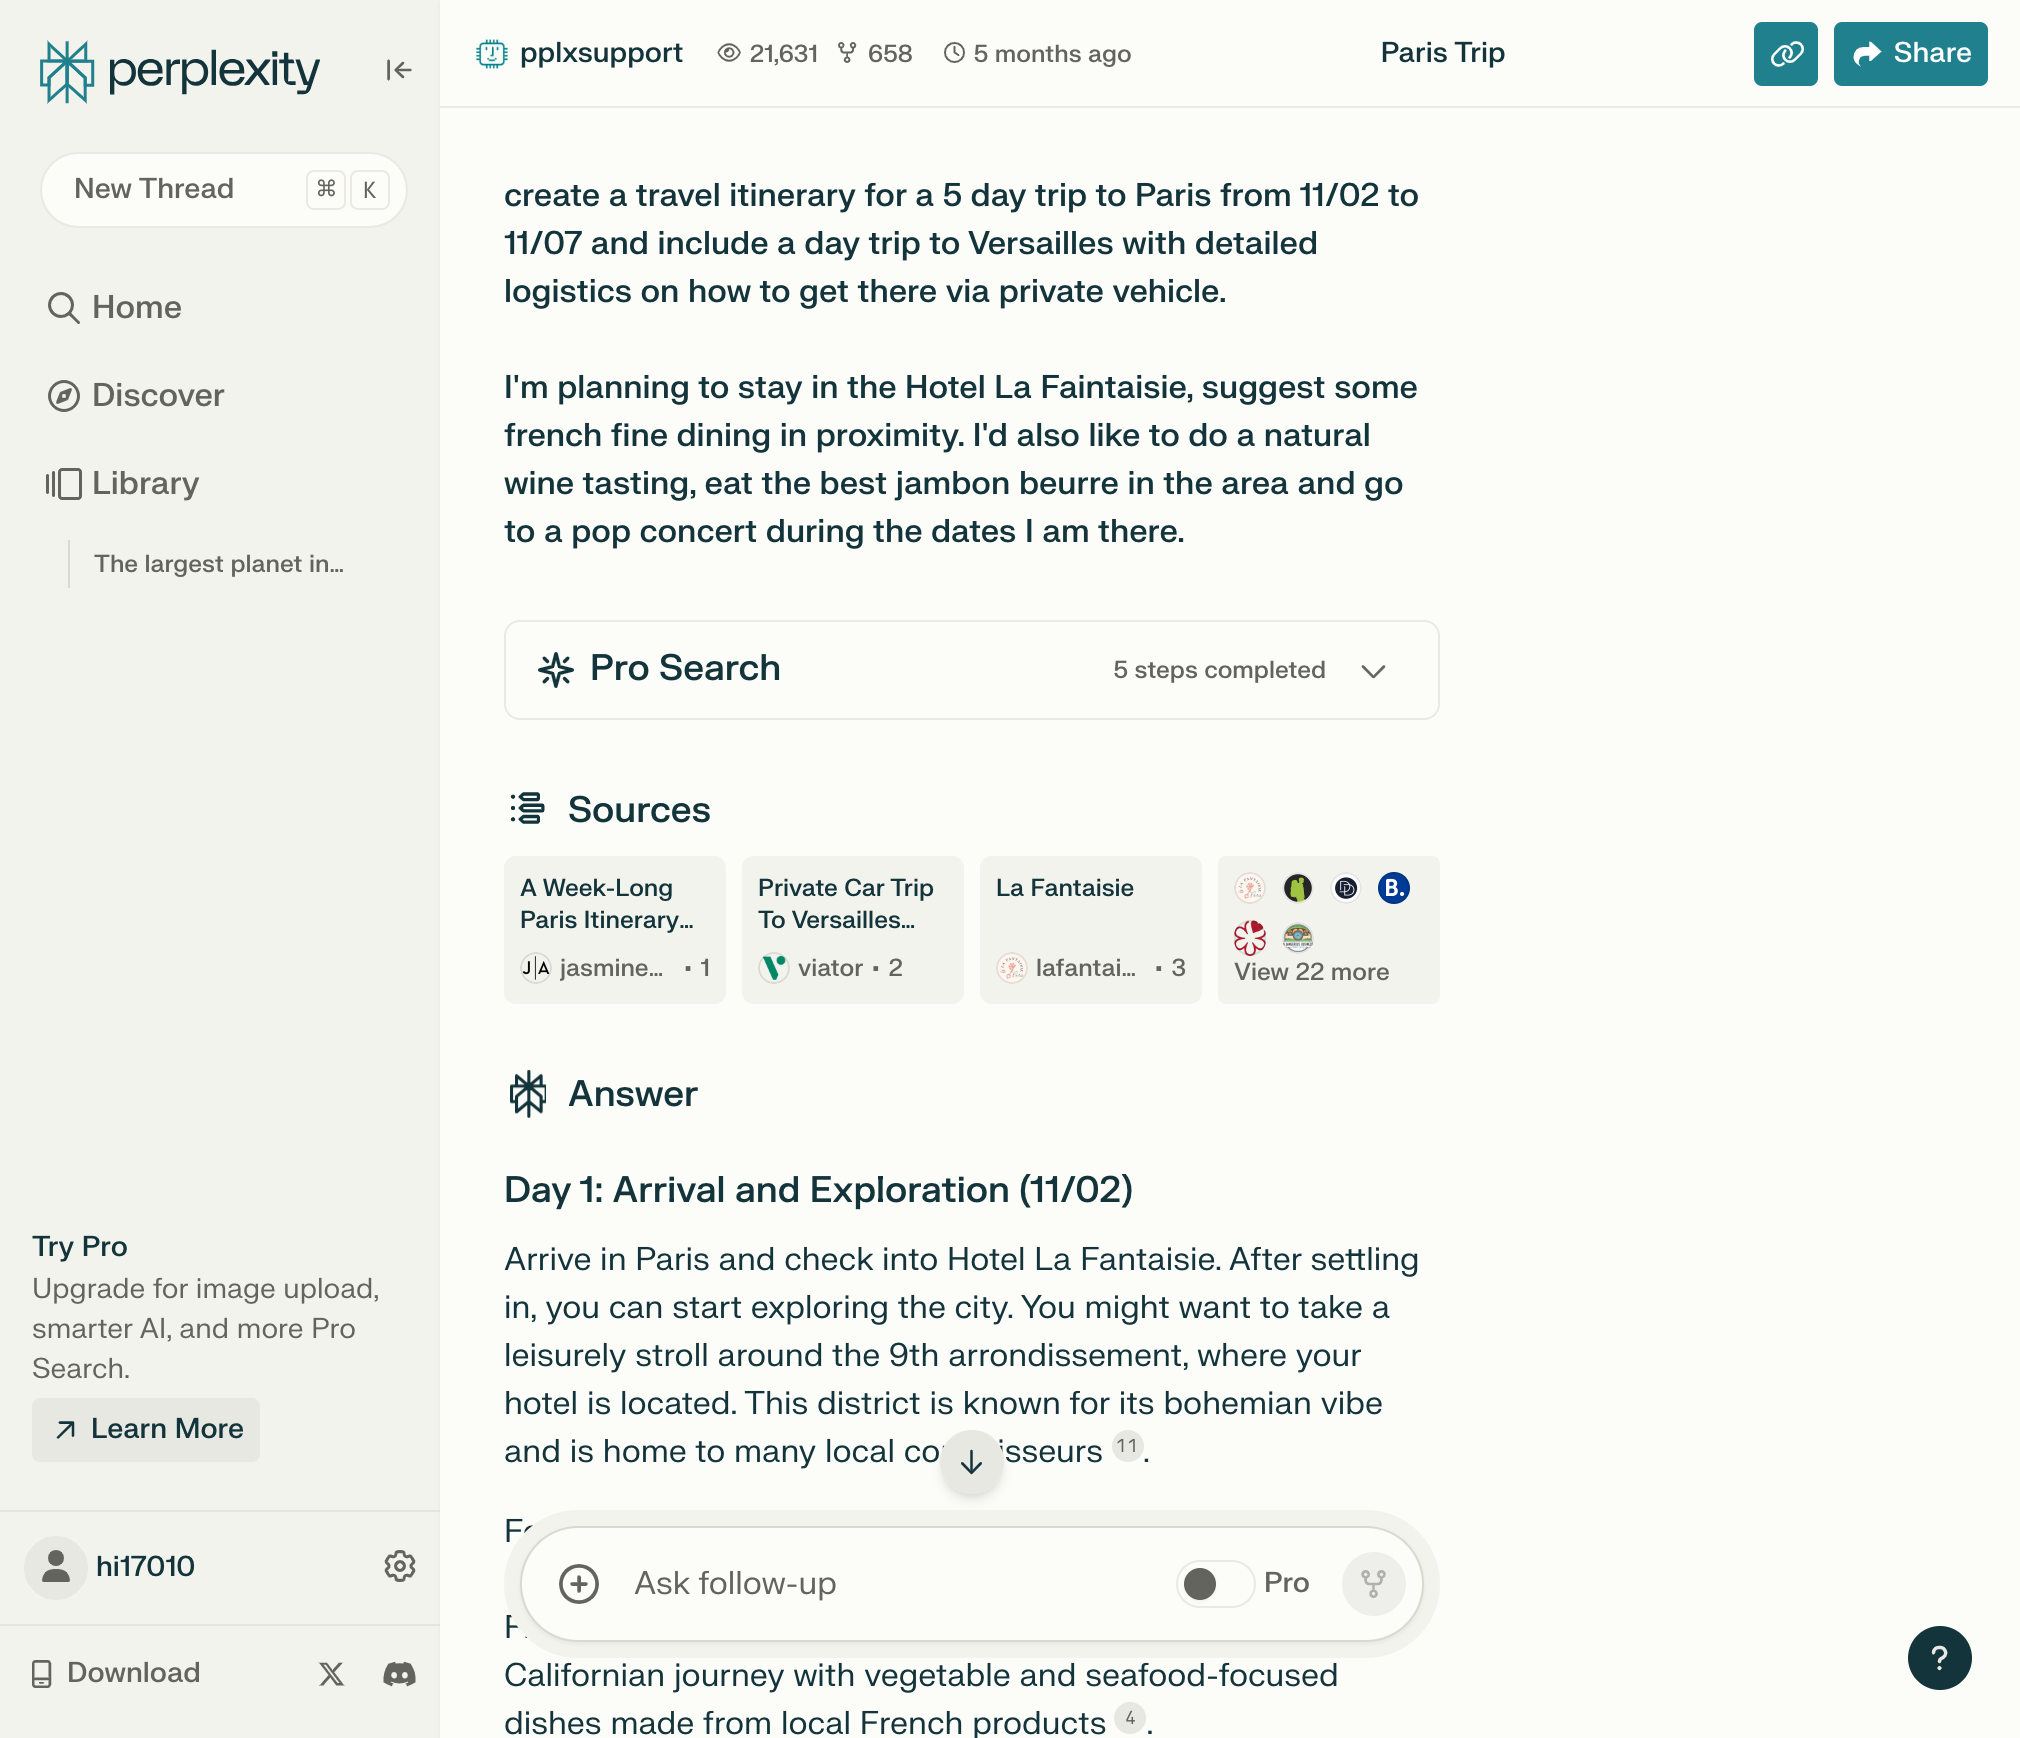 perplexity
New Thread ⌘ K
Home
Discover
Library
The largest planet in...
Try Pro
Upgrade for image upload,
smarter AI, and more Pro
Search.
Learn More
hi17010
Download
pplxsupport 21,631 658 5 months ago Paris Trip Share
create a travel itinerary for a 5 day trip to Paris from 11/02 to
11/07 and include a day trip to Versailles with detailed
logistics on how to get there via private vehicle.
I'm planning to stay in the Hotel La Faintaisie, suggest some
french fine dining in proximity. I'd also like to do a natural
wine tasting, eat the best jambon beurre in the area and go
to a pop concert during the dates I am there.
Pro Search 5 steps completed
Sources
A Week-Long
Paris Itinerary...
J|A jasmine... · 1
Private Car Trip
To Versailles...
viator · 2
La Fantaisie
lafantai... · 3
B.
View 22 more
Answer
Day 1: Arrival and Exploration (11/02)
Arrive in Paris and check into Hotel La Fantaisie. After settling
in, you can start exploring the city. You might want to take a
leisurely stroll around the 9th arrondissement, where your
hotel is located. This district is known for its bohemian vibe
and is home to many local co isseurs 11.
Ask follow-up Pro
Californian journey with vegetable and seafood-focused
dishes made from local French products 4.
?